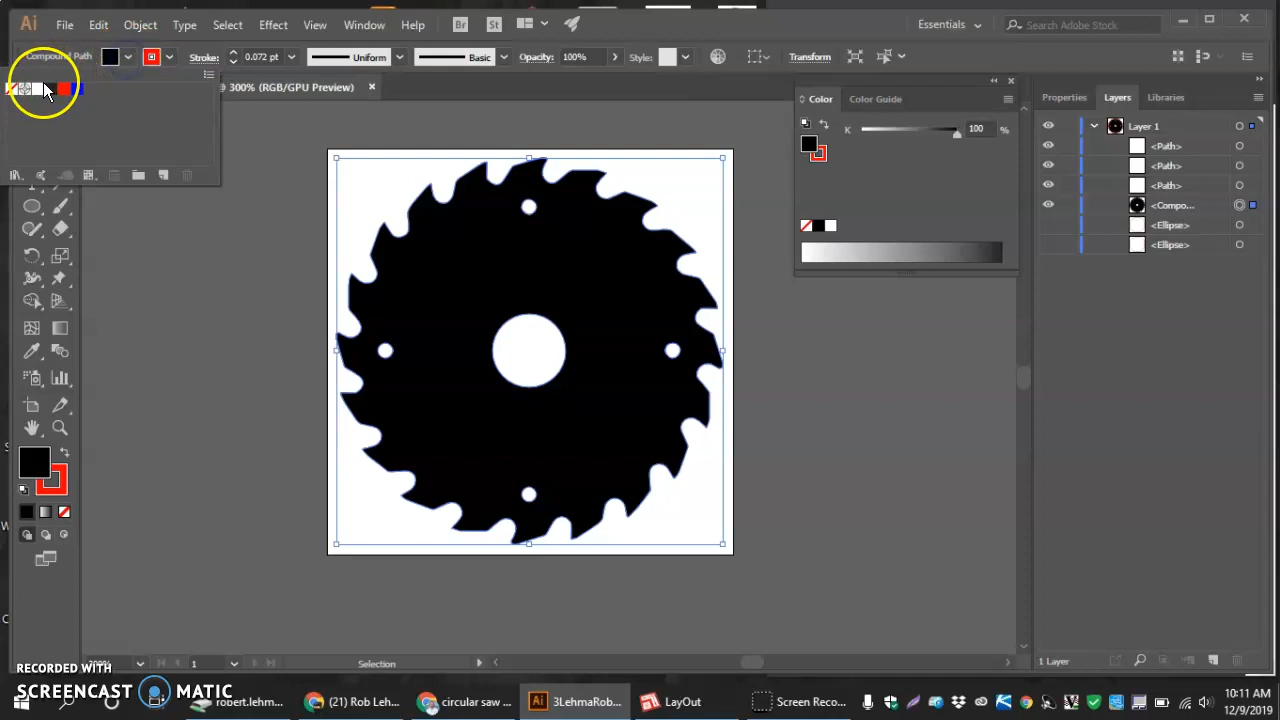 Ai File Edit Object Type Select Effect View Window Help Br St Essentials Search Adobe Stock
Compound Path Stroke: 0.072 pt Uniform Basic Opacity: 100% Style: Transform
@ 300% (RGB/GPU Preview) ×
Color Color Guide
K 100 %
Properties Layers Libraries
Layer 1
<Path>
<Path>
<Path>
<Compo...
<Ellipse>
<Ellipse>
1 Selection
1 Layer
RECORDED WITH
SCREENCAST MATIC
robert.lehm... (21) Rob Leh... circular saw ... Ai 3LehmaRob... LayOut Screen Reco...
10:11 AM
12/9/2019